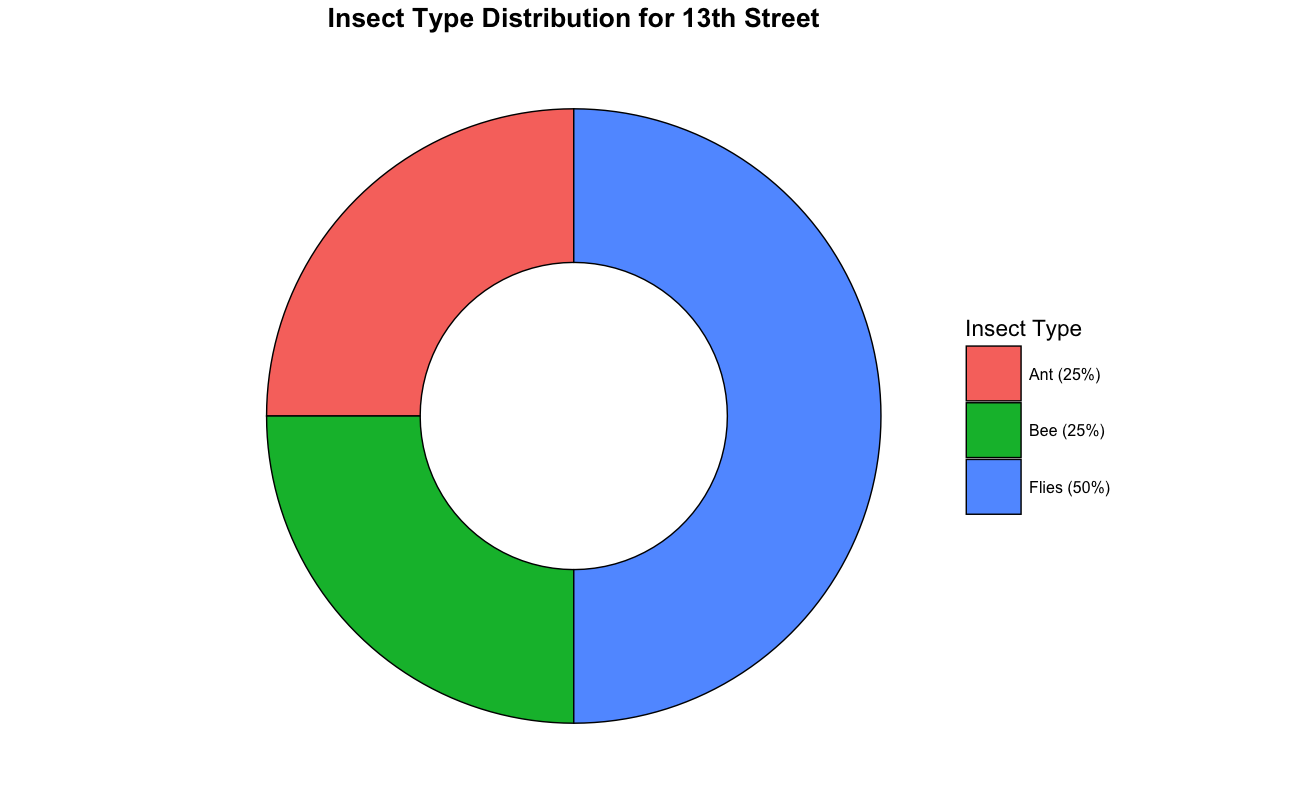 Insect Type Distribution for 13th Street
Insect Type
Ant (25%)
Bee (25%)
Flies (50%)